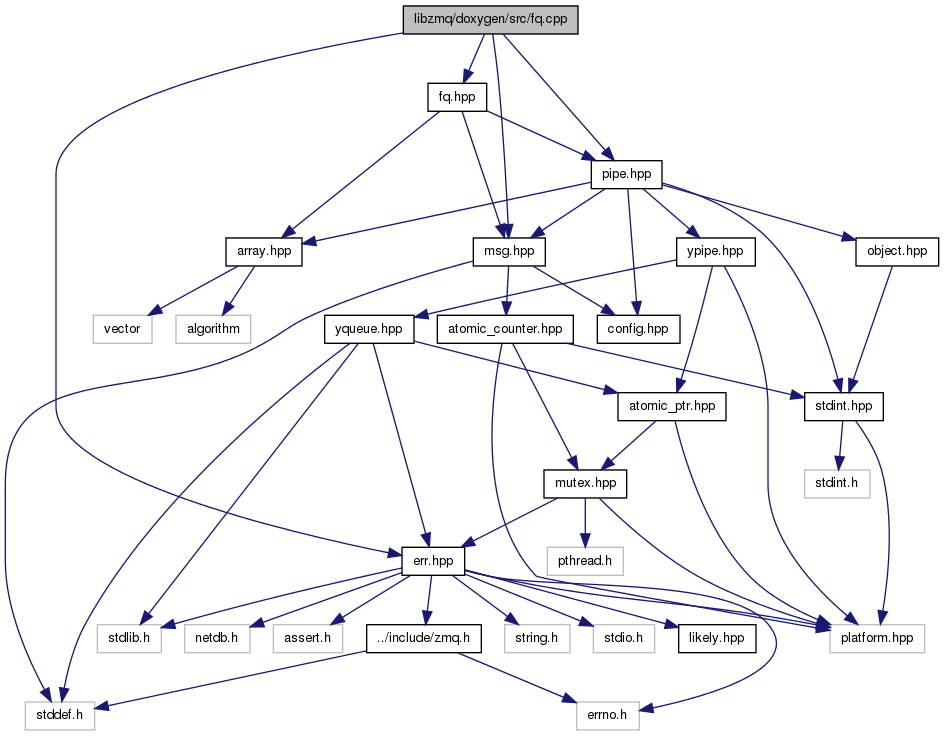 libzmq/doxygen/src/fq.cpp
fq.hpp
pipe.hpp
array.hpp
msg.hpp
ypipe.hpp
object.hpp
vector
algorithm
yqueue.hpp
atomic_counter.hpp
config.hpp
atomic_ptr.hpp
stdint.hpp
mutex.hpp
stdint.h
err.hpp
pthread.h
stdlib.h
netdb.h
assert.h
../include/zmq.h
string.h
stdio.h
likely.hpp
platform.hpp
stddef.h
errno.h